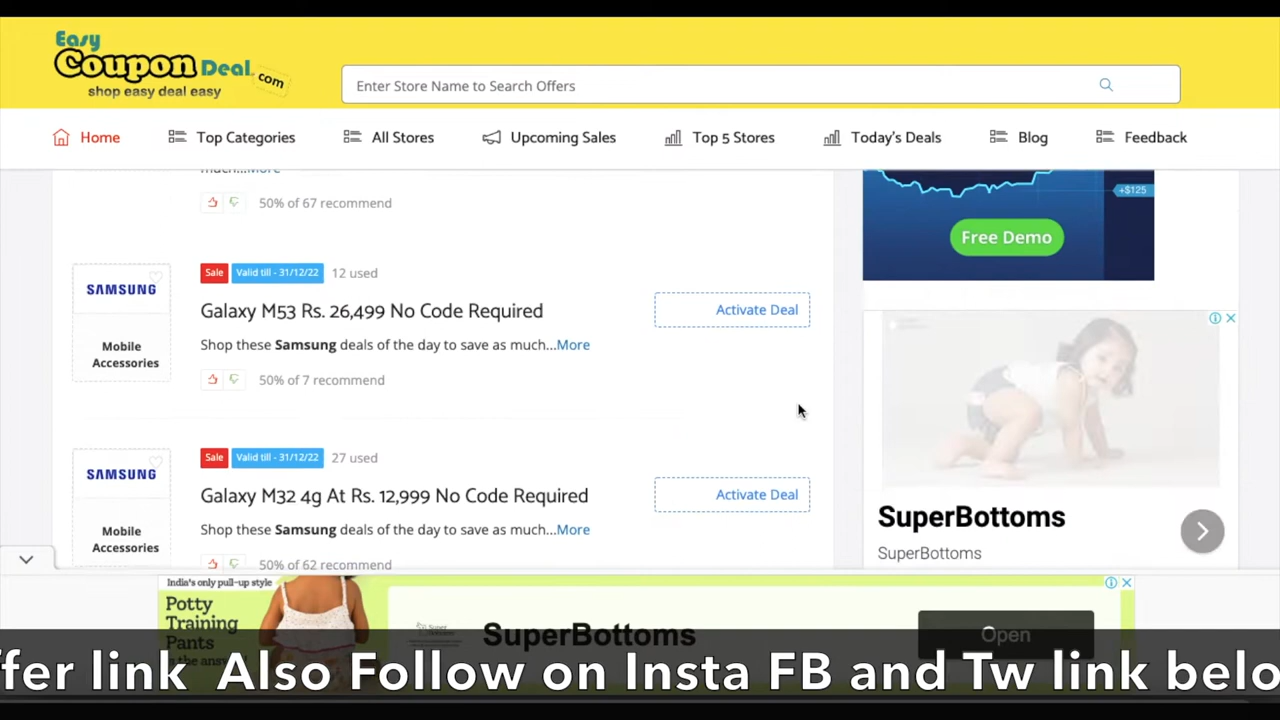 Easy
Coupon Deal .com
shop easy deal easy
Enter Store Name to Search Offers
Home
Top Categories
All Stores
Upcoming Sales
Top 5 Stores
Today's Deals
Blog
Feedback
much...More
50% of 67 recommend
+$125
Free Demo
Sale Valid till - 31/12/22 12 used
SAMSUNG
Mobile
Accessories
Galaxy M53 Rs. 26,499 No Code Required
Activate Deal
Shop these Samsung deals of the day to save as much...More
50% of 7 recommend
Sale Valid till - 31/12/22 27 used
SAMSUNG
Mobile
Accessories
Galaxy M32 4g At Rs. 12,999 No Code Required
Activate Deal
Shop these Samsung deals of the day to save as much...More
50% of 62 recommend
SuperBottoms
SuperBottoms
India's only pull-up style
Potty
Training
Pants
SuperBottoms
Open
ffer link Also Follow on Insta FB and Tw link belo